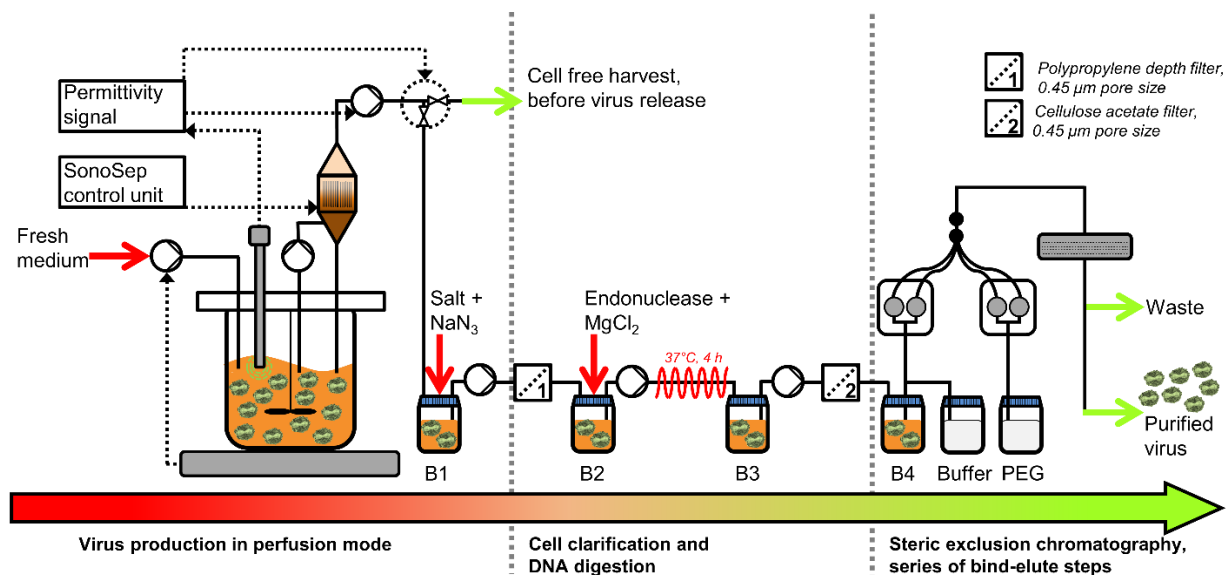 Permittivity
signal
SonoSep
control unit
Fresh
medium
Cell free harvest,
before virus release
Salt +
NaN₃
B1
Virus production in perfusion mode
1
Endonuclease +
MgCl₂
37°C, 4 h
B2
B3
2
Cell clarification and
DNA digestion
1
Polypropylene depth filter,
0.45 µm pore size
2
Cellulose acetate filter,
0.45 µm pore size
Waste
Purified
virus
B4
Buffer
PEG
Steric exclusion chromatography,
series of bind-elute steps